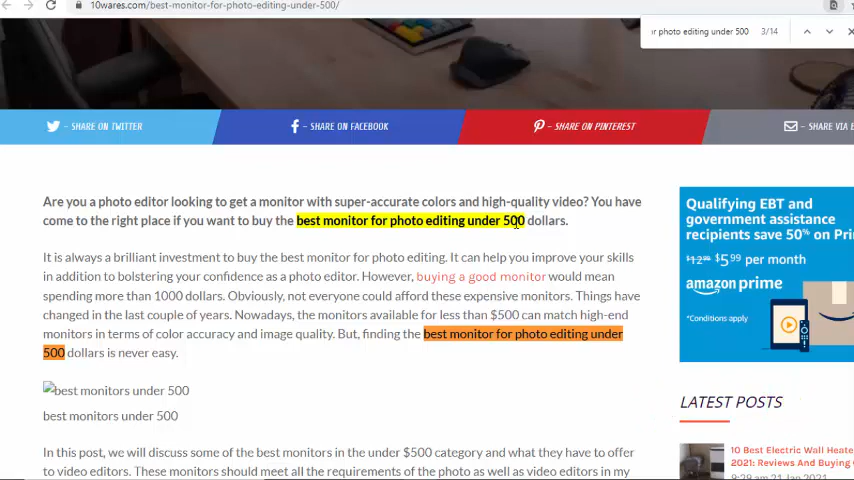 10wares.com/best-monitor-for-photo-editing-under-500/
r photo editing under 500 3/14
– SHARE ON TWITTER
– SHARE ON FACEBOOK
– SHARE ON PINTEREST
– SHARE VIA E
Are you a photo editor looking to get a monitor with super-accurate colors and high-quality video? You have
come to the right place if you want to buy the best monitor for photo editing under 500 dollars.
It is always a brilliant investment to buy the best monitor for photo editing. It can help you improve your skills
in addition to bolstering your confidence as a photo editor. However, buying a good monitor would mean
spending more than 1000 dollars. Obviously, not everyone could afford these expensive monitors. Things have
changed in the last couple of years. Nowadays, the monitors available for less than $500 can match high-end
monitors in terms of color accuracy and image quality. But, finding the best monitor for photo editing under
500 dollars is never easy.
best monitors under 500
best monitors under 500
In this post, we will discuss some of the best monitors in the under $500 category and what they have to offer
to video editors. These monitors should meet all the requirements of the photo as well as video editors in my
Qualifying EBT and
government assistance
recipients save 50% on Pri
$12.99 $5.99 per month
amazon prime
*Conditions apply
LATEST POSTS
10 Best Electric Wall Heate
2021: Reviews And Buying
9:29 am 21 Jan 2021